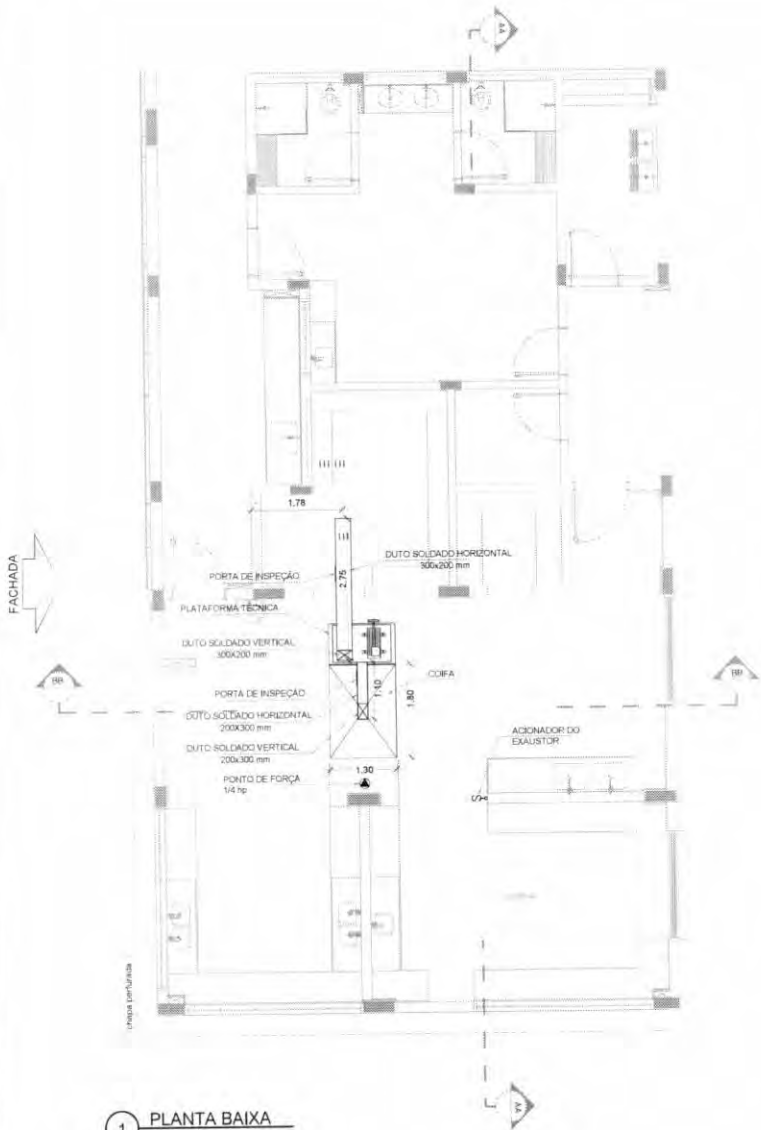 AA
1.78
DUTO SOLDADO HORIZONTAL
300x200 mm
PORTA DE INSPEÇÃO
2.75
FACHADA
PLATAFORMA TÉCNICA
DUTO SOLDADO VERTICAL
300X200 mm
COIFA
BB
BB
PORTA DE INSPEÇÃO
1.10
1.80
DUTO SOLDADO HORIZONTAL
200X300 mm
DUTO SOLDADO VERTICAL
200x300 mm
ACIONADOR DO
EXAUSTOR
1.30
PONTO DE FORÇA
1/4 hp
S
chapa perfurada
AA
1
PLANTA BAIXA